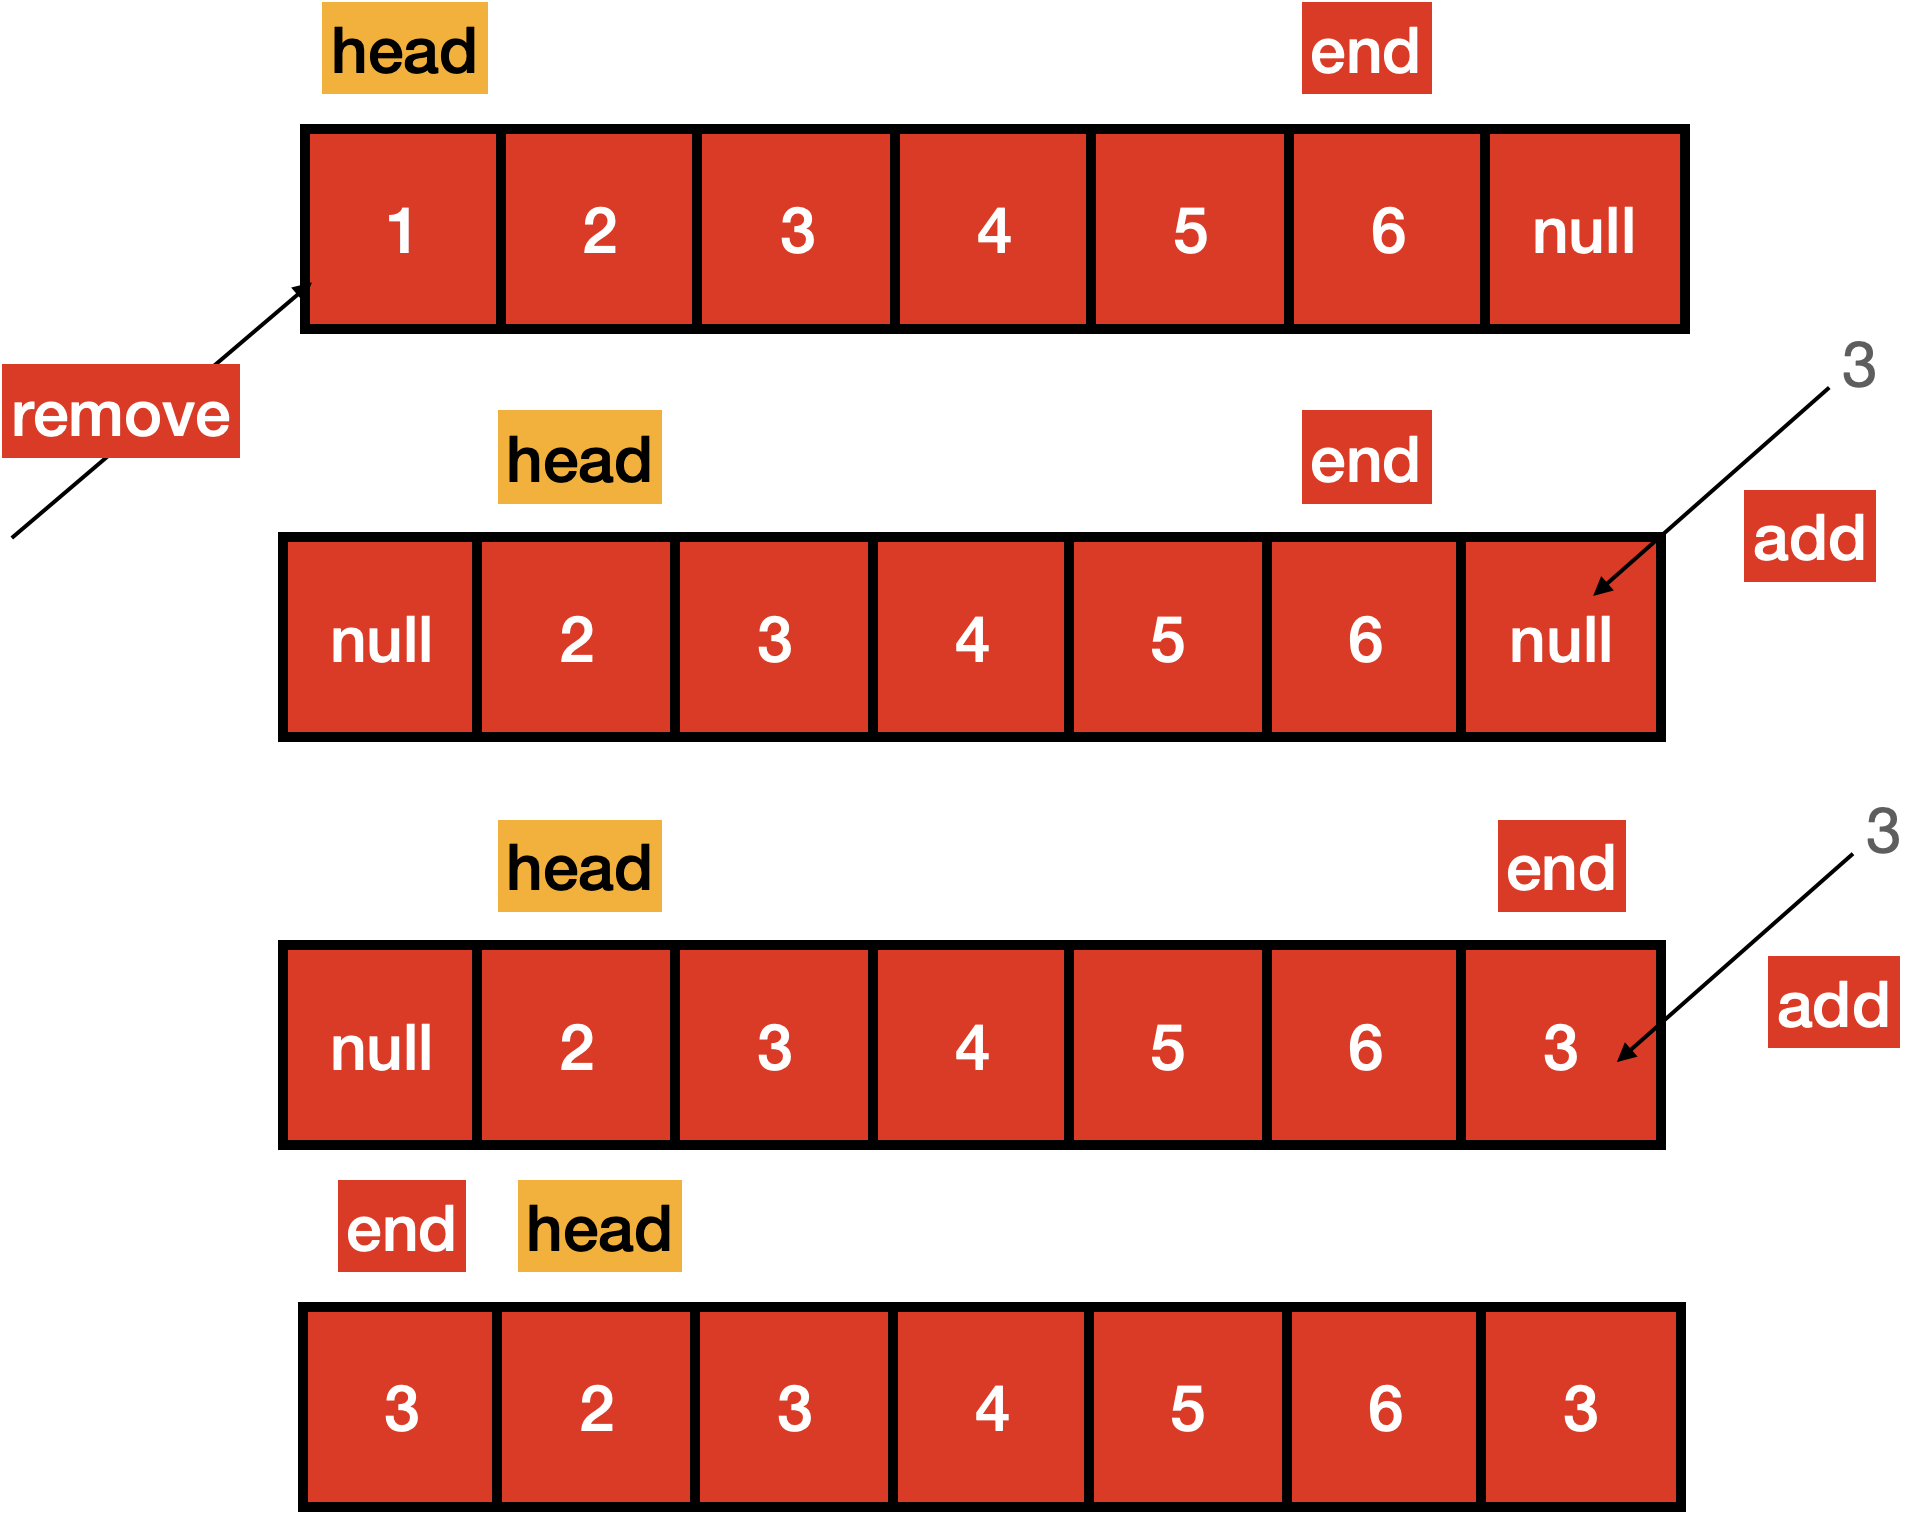 head end
1 2 3 4 5 6 null
3
remove
head end
add
null 2 3 4 5 6 null
3
head end
add
null 2 3 4 5 6 3
end head
3 2 3 4 5 6 3